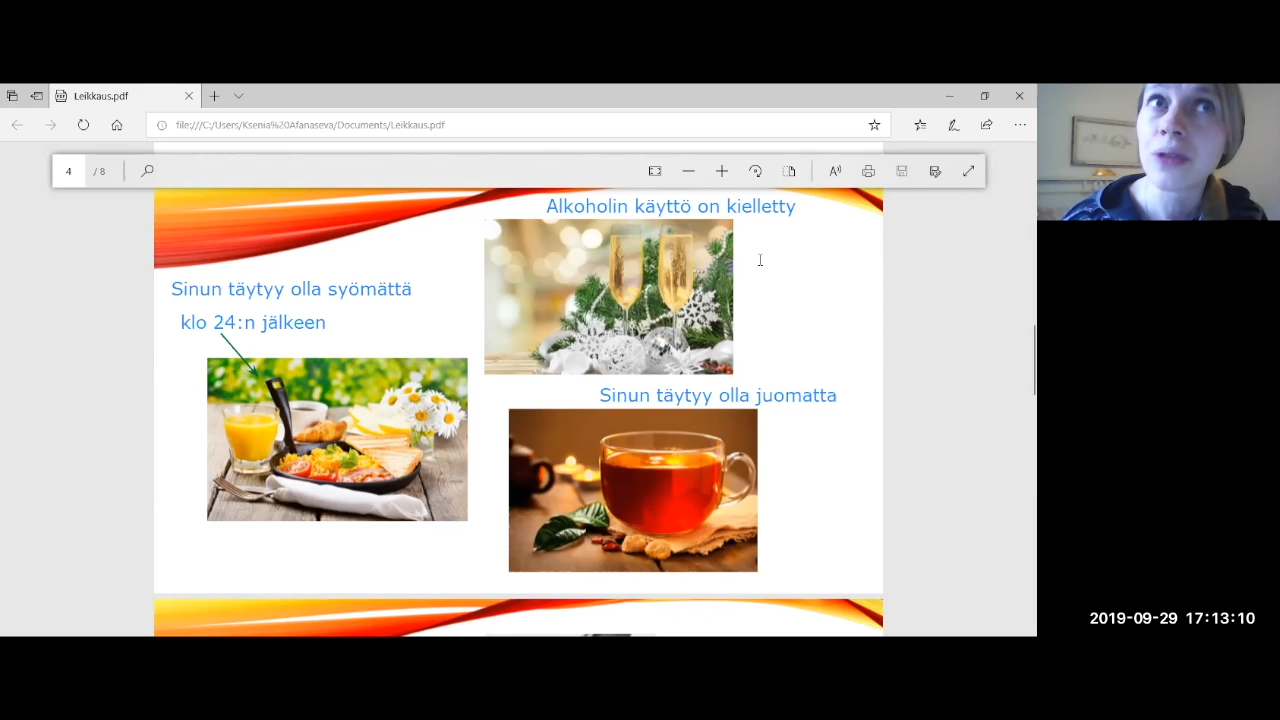 Leikkaus.pdf
file:///C:/Users/Ksenia%20Afanaseva/Documents/Leikkaus.pdf
4 / 8
Alkoholin käyttö on kielletty
Sinun täytyy olla syömättä
klo 24:n jälkeen
Sinun täytyy olla juomatta
2019-09-29 17:13:10